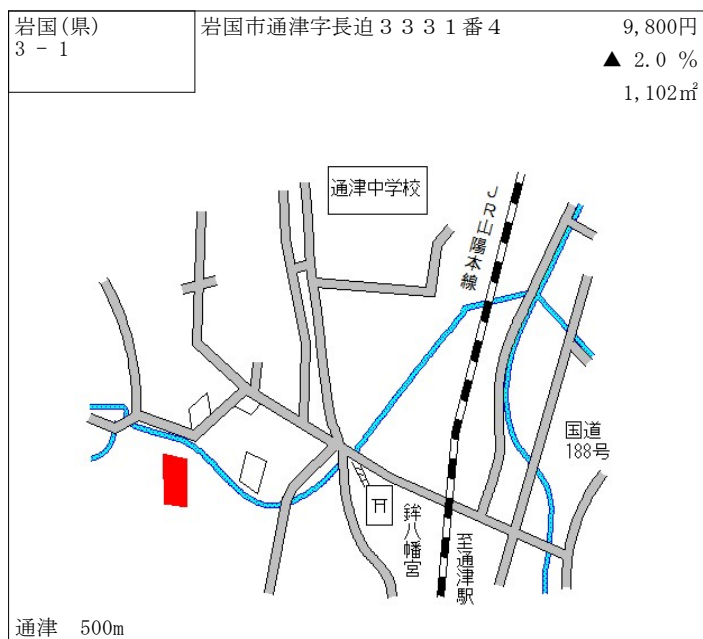 岩国(県)
3 - 1
岩国市通津字長迫３３３１番４
9,800円
▲ 2.0 %
1,102㎡
通津中学校
ＪＲ山陽本線
国道
188号
鉾八幡宮
至通津駅
通津　500m